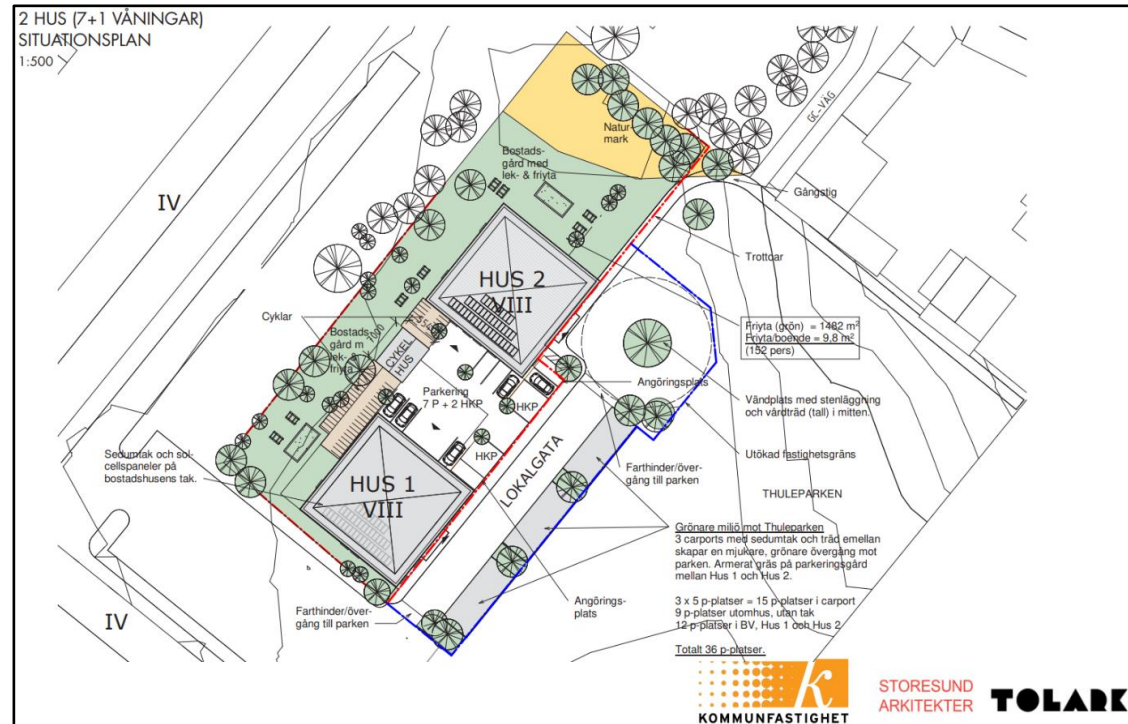 2 HUS (7+1 VÅNINGAR)
SITUATIONSPLAN
1:500
IV
Natur-
mark
GC-VÄG
Bostads-
gård med
lek- & friyta
Gångstig
Trottoar
HUS 2
VIII
Cyklar
Bostads-
gård m
lek- &
friyta
7000
CYKEL
HUS
Parkering
7 P + 2 HKP
HKP
HKP
Friyta (grön) = 1482 m²
Friyta/boende = 9.8 m²
(152 pers)
Angöringsplats
Vändplats med stenläggning
och vårdträd (tall) i mitten.
Utökad fastighetsgräns
Sedumtak och sol-
cellspaneler på
bostadshusens tak.
HUS 1
VIII
LOKALGATA
Farthinder/över-
gång till parken
THULEPARKEN
Grönare miljö mot Thuleparken
3 carports med sedumtak och träd emellan
skapar en mjukare, grönare övergång mot
parken. Armerat gräs på parkeringsgård
mellan Hus 1 och Hus 2.
3 x 5 p-platser = 15 p-platser i carport
9 p-platser utomhus, utan tak
12 p-platser i BV, Hus 1 och Hus 2
Totalt 36 p-platser.
IV
Farthinder/över-
gång till parken
Angörings-
plats
k
KOMMUNFASTIGHET
STORESUND
ARKITEKTER
TOLARK